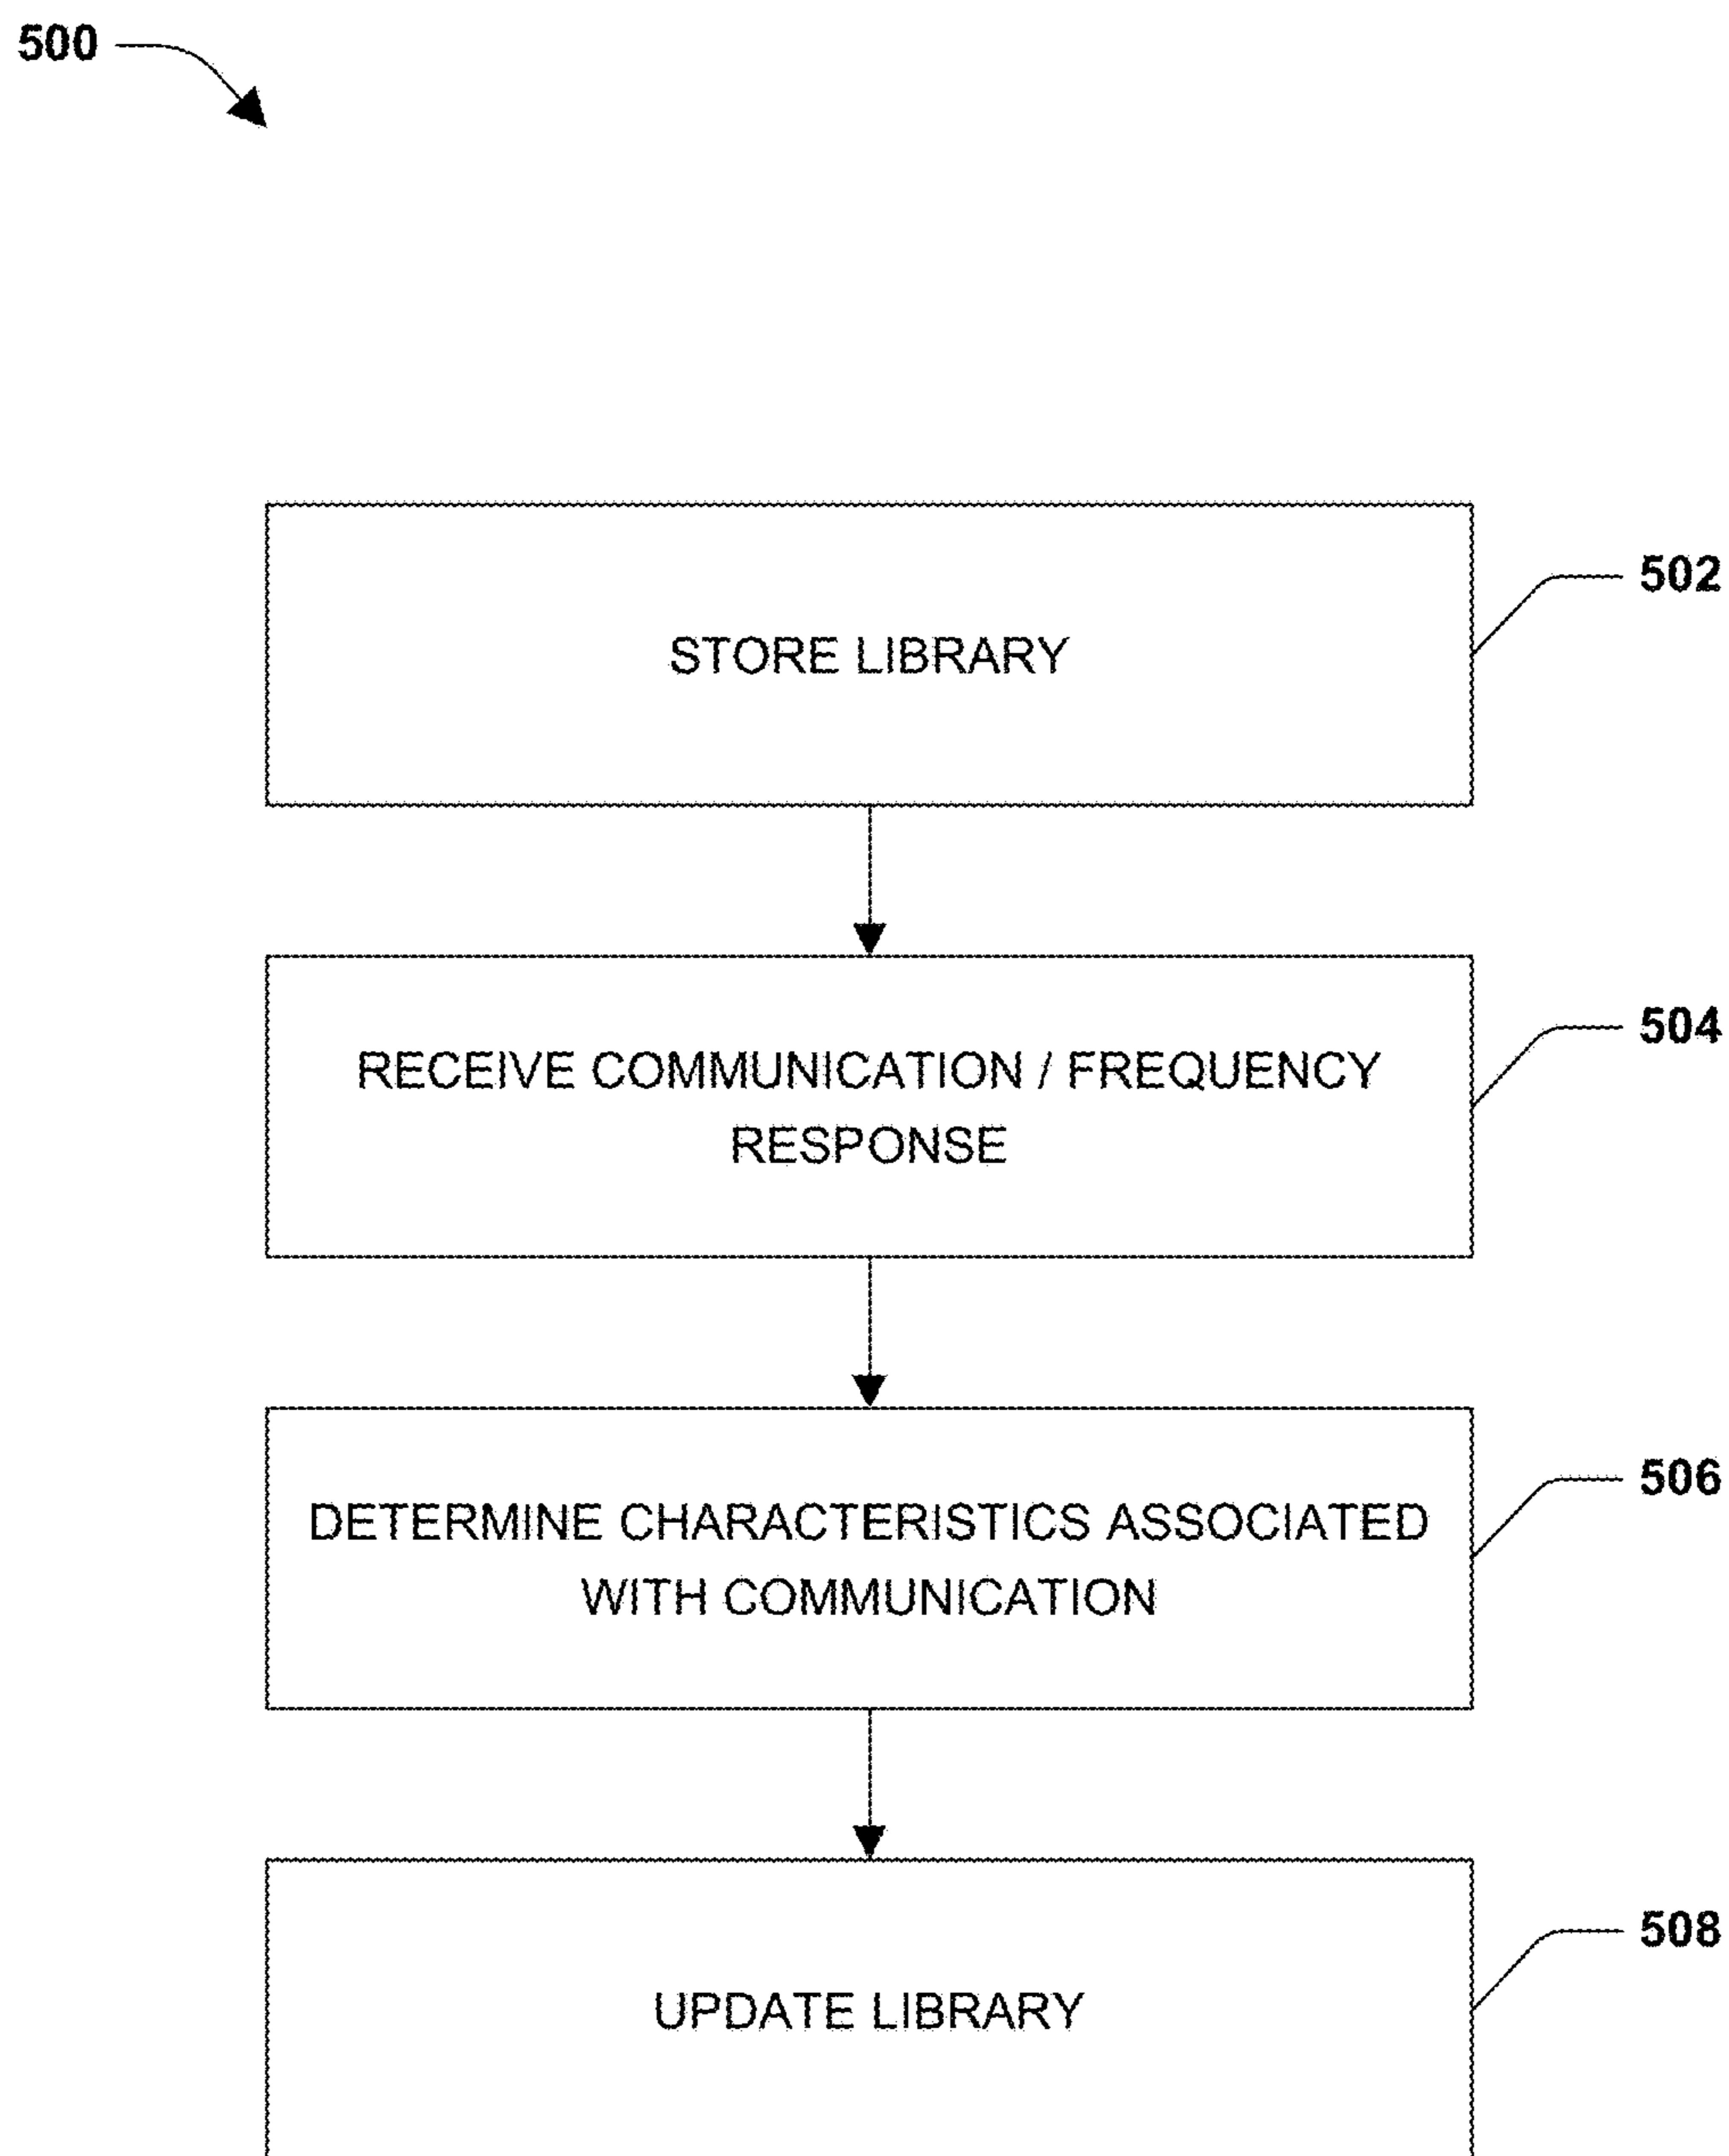 500
STORE LIBRARY
502
RECEIVE COMMUNICATION / FREQUENCY
RESPONSE
504
DETERMINE CHARACTERISTICS ASSOCIATED
WITH COMMUNICATION
506
UPDATE LIBRARY
508